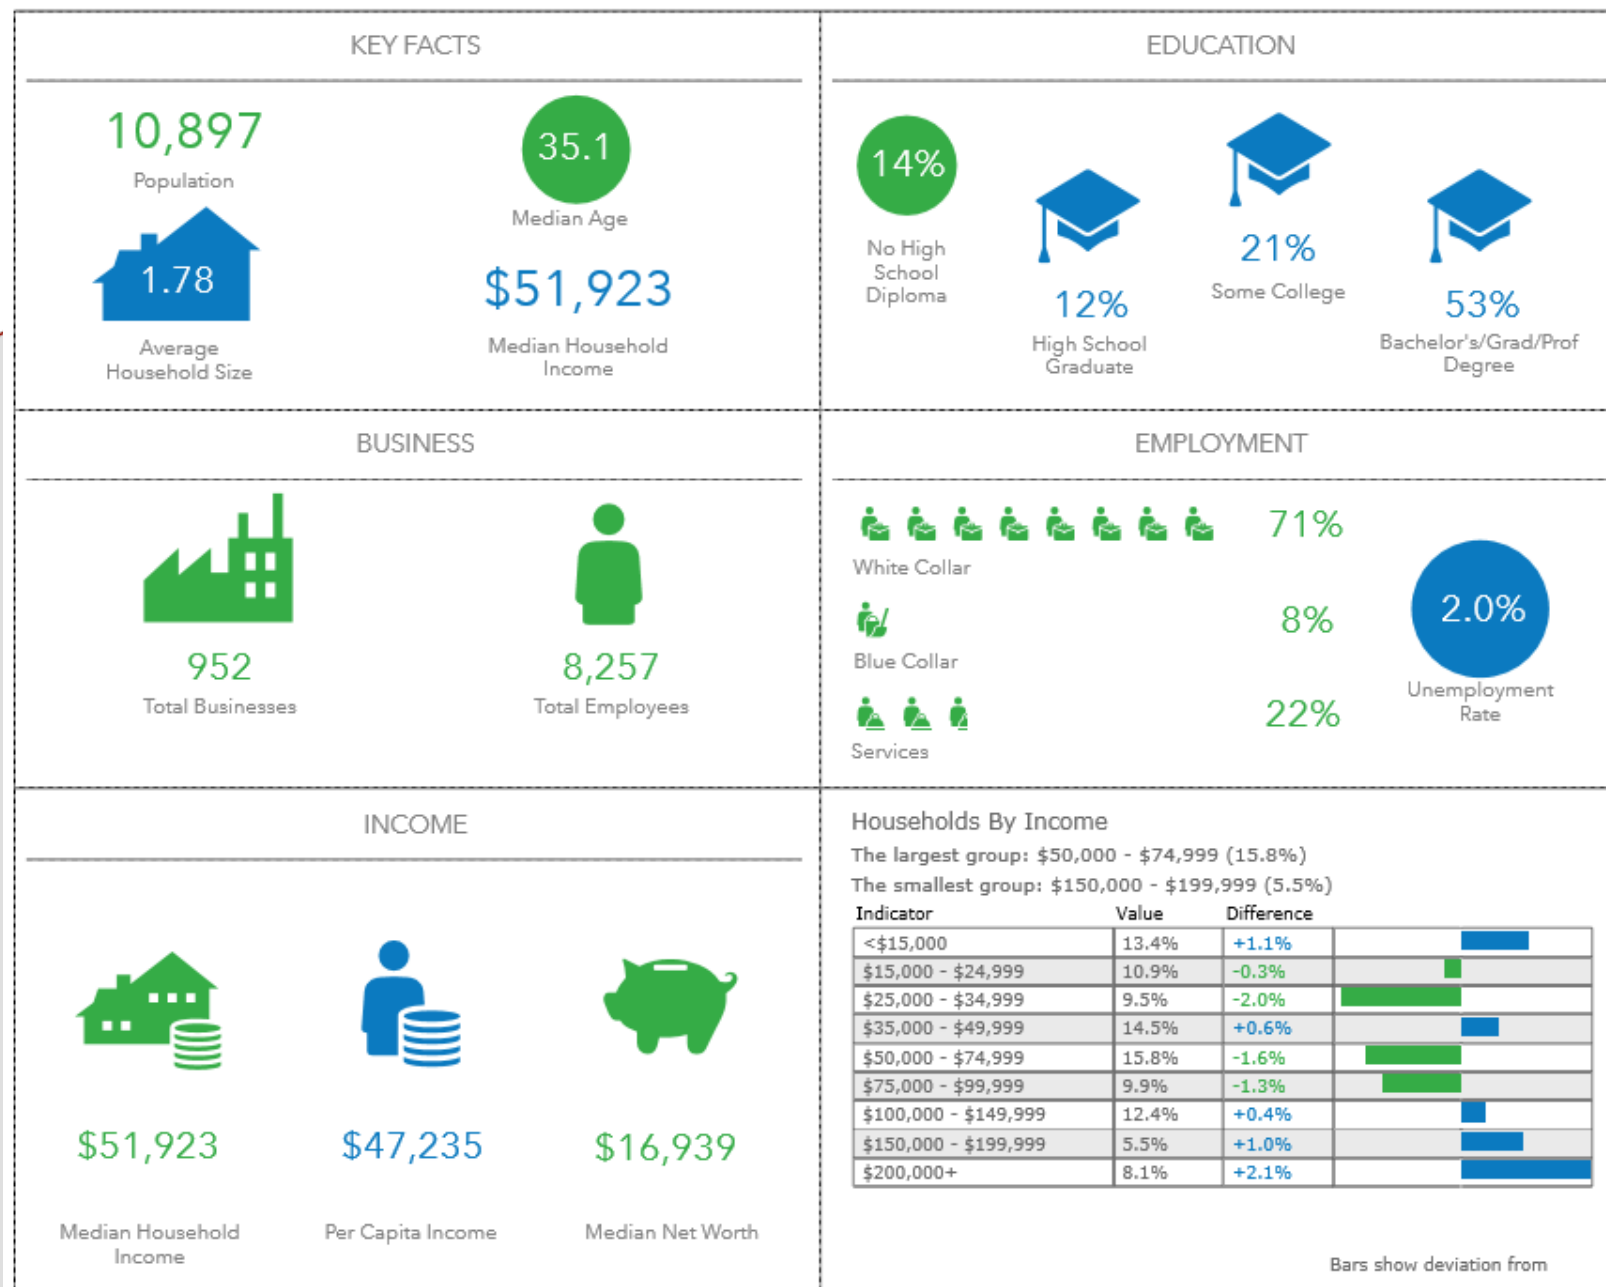 KEY FACTS
10,897
Population
35.1
Median Age
1.78
Average
Household Size
$51,923
Median Household
Income
EDUCATION
14%
No High
School
Diploma
12%
High School
Graduate
21%
Some College
53%
Bachelor's/Grad/Prof
Degree
BUSINESS
952
Total Businesses
8,257
Total Employees
EMPLOYMENT
71%
White Collar
8%
Blue Collar
22%
Services
2.0%
Unemployment
Rate
INCOME
$51,923
Median Household
Income
$47,235
Per Capita Income
$16,939
Median Net Worth
Households By Income
The largest group: $50,000 - $74,999 (15.8%)
The smallest group: $150,000 - $199,999 (5.5%)
Indicator Value Difference
<$15,000 13.4% +1.1%
$15,000 - $24,999 10.9% -0.3%
$25,000 - $34,999 9.5% -2.0%
$35,000 - $49,999 14.5% +0.6%
$50,000 - $74,999 15.8% -1.6%
$75,000 - $99,999 9.9% -1.3%
$100,000 - $149,999 12.4% +0.4%
$150,000 - $199,999 5.5% +1.0%
$200,000+ 8.1% +2.1%
Bars show deviation from